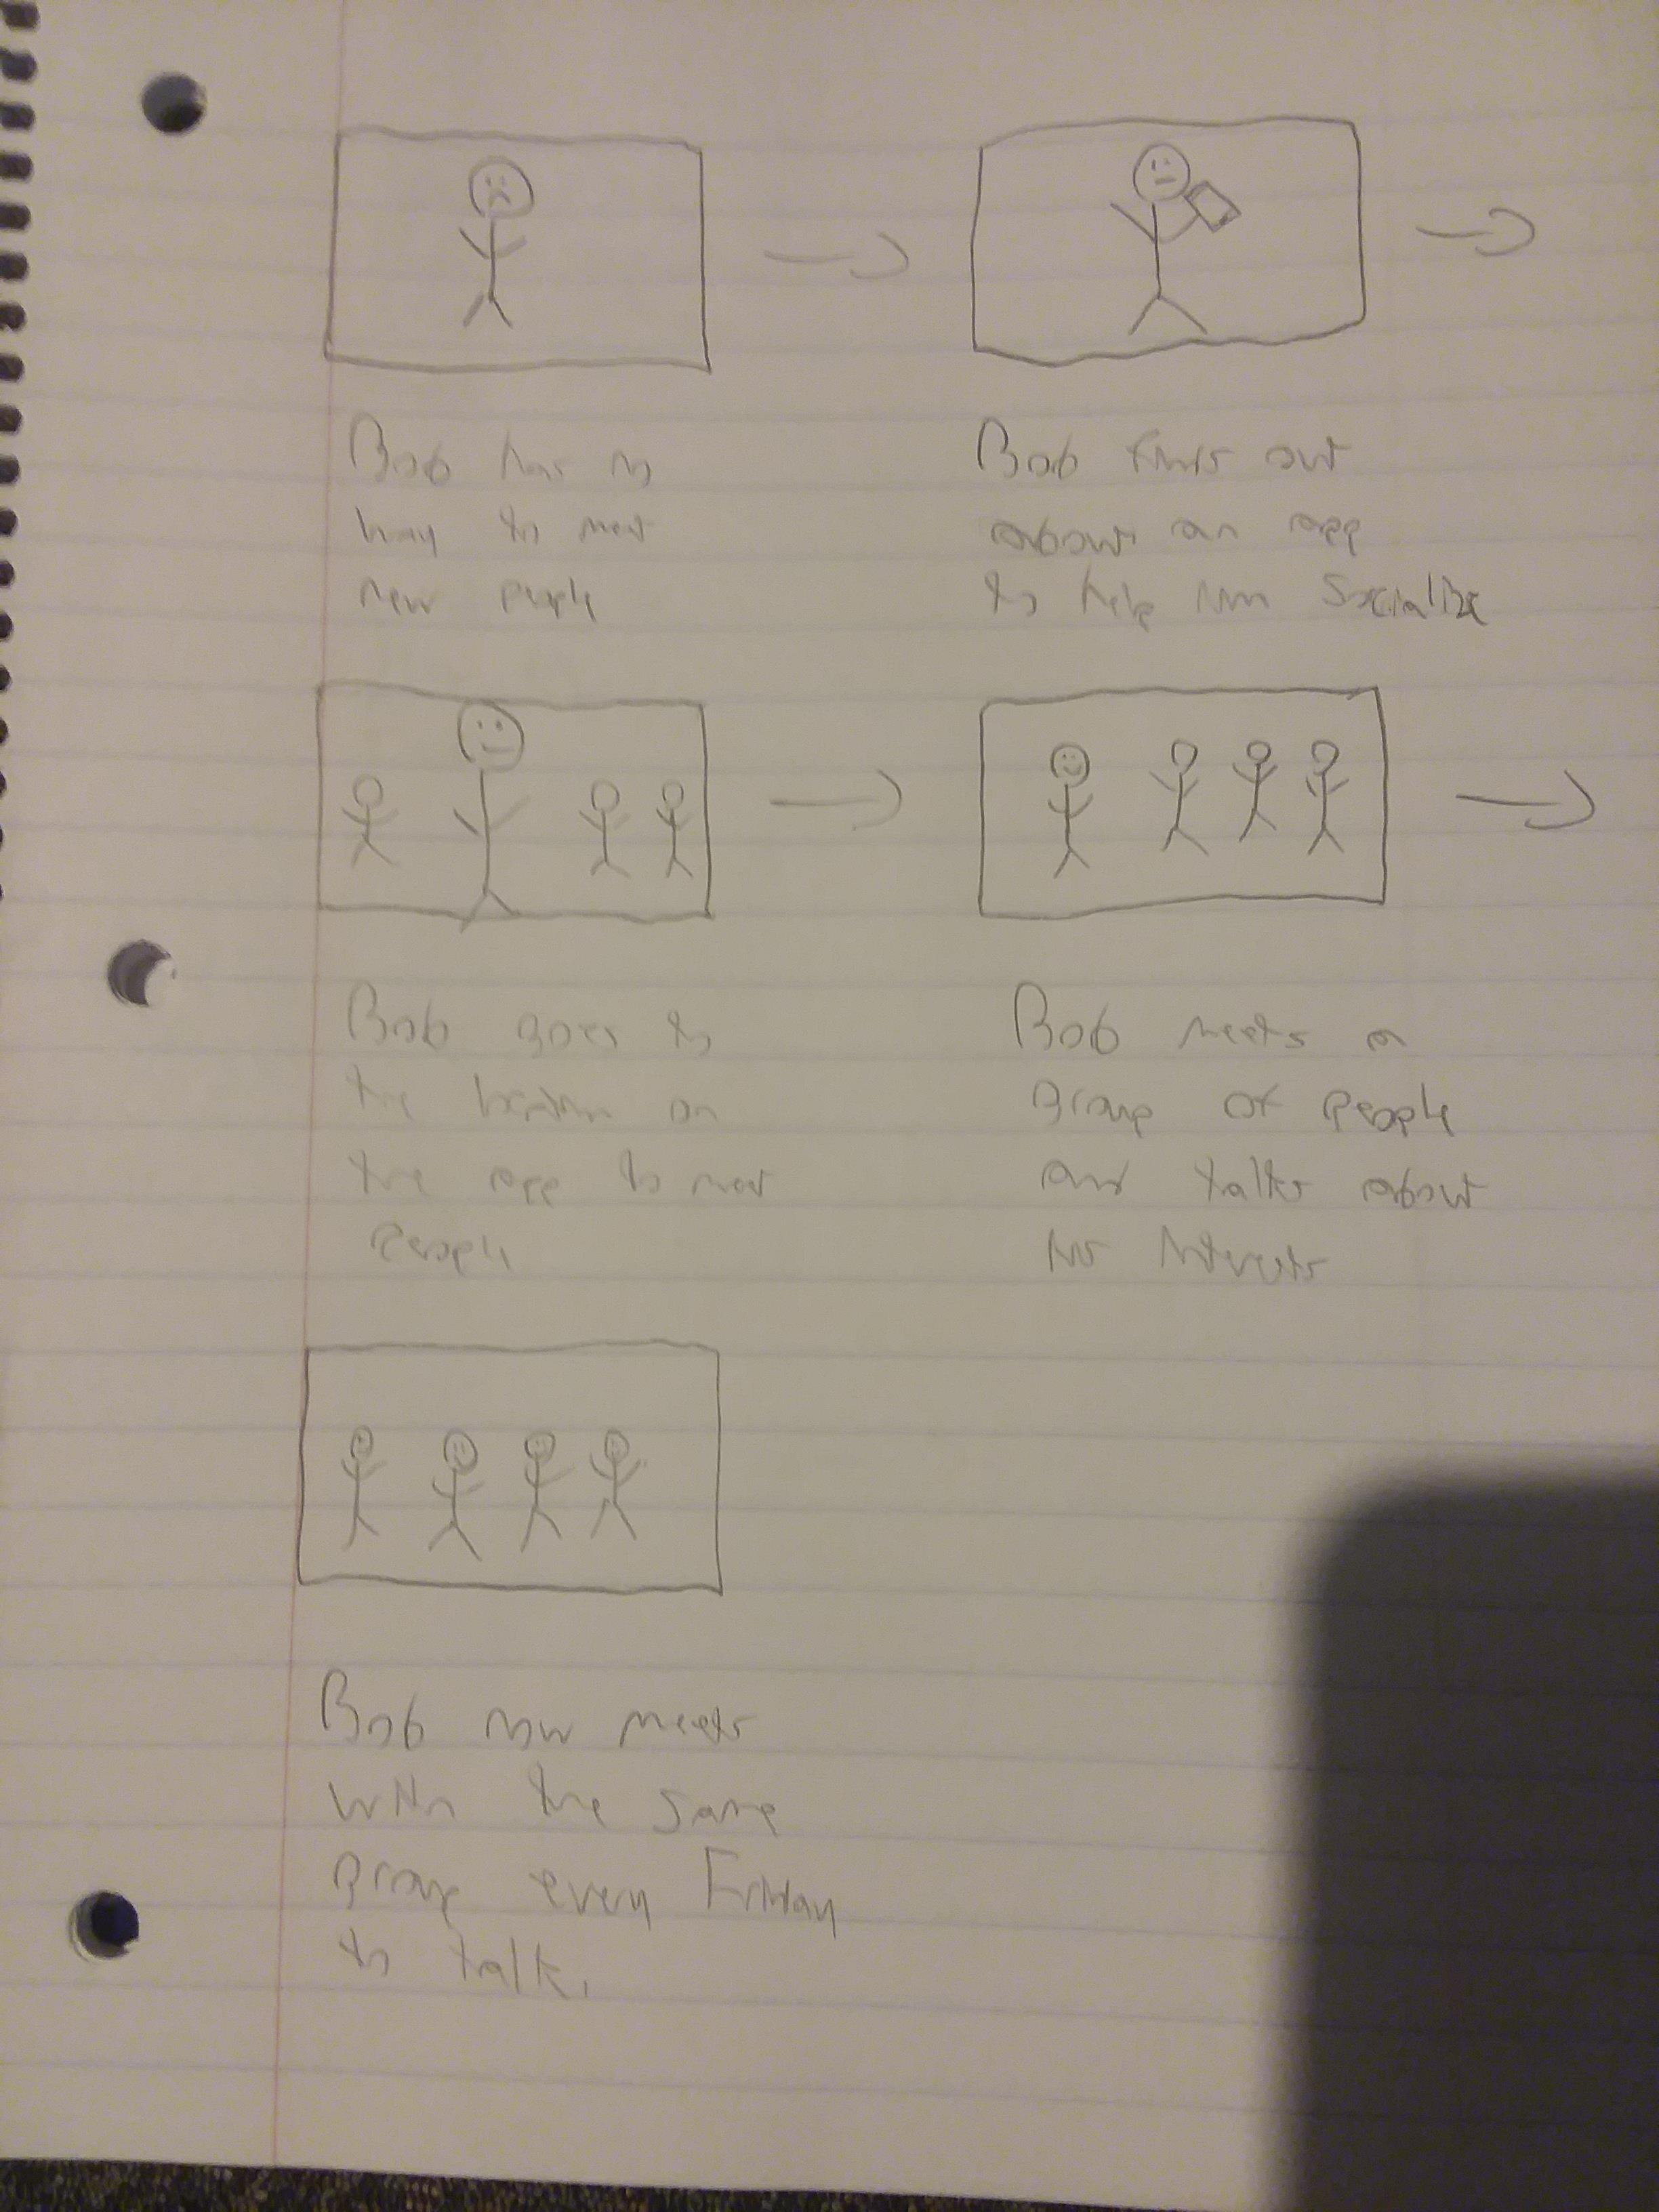 Bob has no
way to meet
new people
Bob finds out
about an app
to help him socialize
Bob goes to
the location on
the app to meet
people
Bob meets a
group of people
and talks about
his interests
Bob now meets
with the same
group every Friday
to talk.